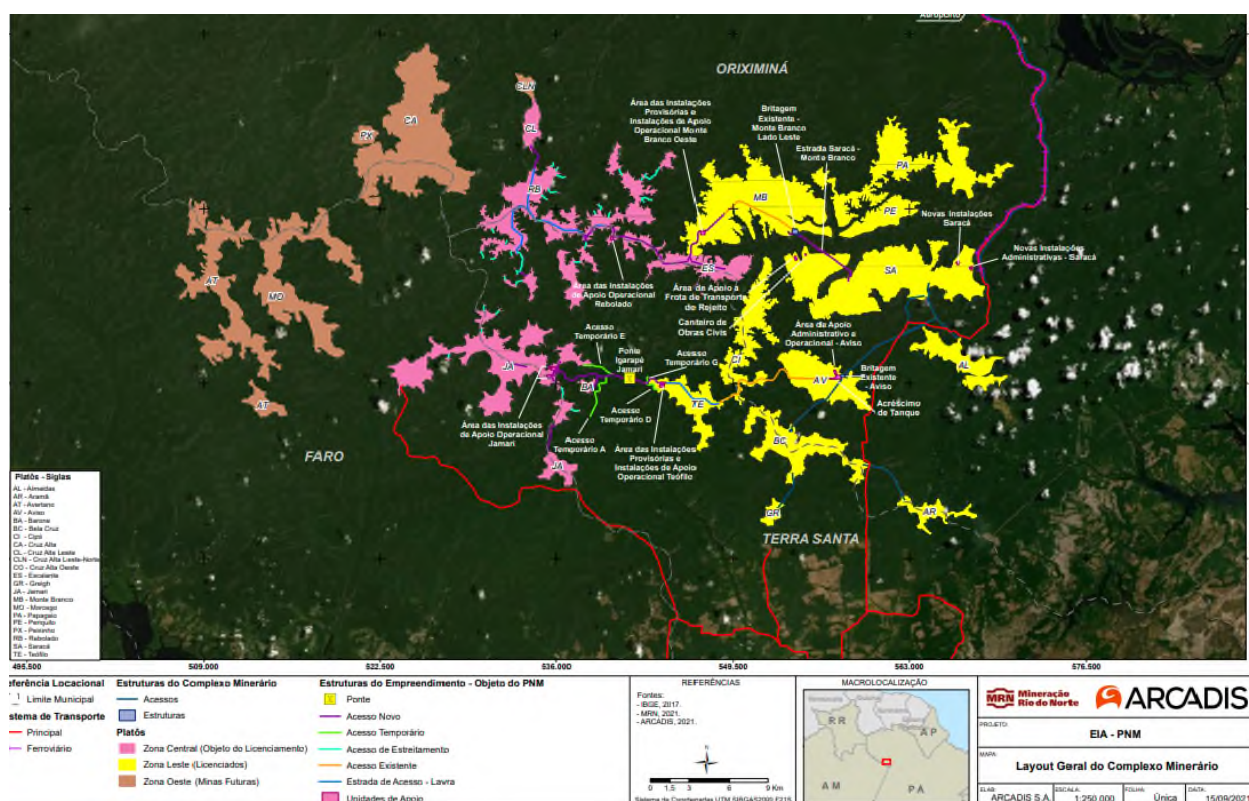 Aeroporto
ORIXIMINÁ
CLN
CA
CL
PX
Área das Instalações
Provisórias e
Instalações de Apoio
Operacional Monte
Branco Oeste
Britagem
Existente -
Monte Branco
Lado Leste
Estrada Saracá -
Monte Branco
PA
RB
MB
PE
Novas Instalações
Saracá
Novas Instalações
Administrativas - Saracá
AT
MO
ES
SA
Área das Instalações
de Apoio Operacional
Rebolado
Área de Apoio à
Frota de Transporte
de Rejeito
Canteiro de
Obras Civis
Área de Apoio
Administrativo e
Operacional - Aviso
Acesso
Temporário E
Ponte
Igarapé
Jamari
Acesso
Temporário G
CI
JA
BA
AV
AL
Britagem
Existente -
Aviso
Acréscimo
de Tanque
AT
TE
Área das Instalações
de Apoio Operacional
Jamari
Acesso
Temporário A
Acesso
Temporário D
Área das Instalações
Provisórias e
Instalações de Apoio
Operacional Teófilo
BC
FARO
JA
GR
AR
TERRA SANTA
Platôs - Siglas
AL - Almeidas
AR - Aramã
AT - Avertano
AV - Aviso
BA - Barone
BC - Bela Cruz
CI - Cipó
CA - Cruz Alta
CL - Cruz Alta Leste
CLN - Cruz Alta Leste-Norte
CO - Cruz Alta Oeste
ES - Escalante
GR - Greigh
JA - Jamari
MB - Monte Branco
MO - Morcego
PA - Papagaio
PE - Periquito
PX - Peixinho
RB - Rebolado
SA - Saracá
TE - Teófilo
495.500 509.000 522.500 536.000 549.500 563.000 576.500
eferência Locacional
Limite Municipal
stema de Transporte
Principal
Ferroviário
Estruturas do Complexo Minerário
Acessos
Estruturas
Platôs
Zona Central (Objeto do Licenciamento)
Zona Leste (Licenciados)
Zona Oeste (Minas Futuras)
Estruturas do Empreendimento - Objeto do PNM
Ponte
Acesso Novo
Acesso Temporário
Acesso de Estreitamento
Acesso Existente
Estrada de Acesso - Lavra
Unidades de Apoio
REFERÊNCIAS
Fontes:
- IBGE, 2017.
- MRN, 2021.
- ARCADIS, 2021.
N
0 1,5 3 6 9 Km
Sistema de Coordenadas UTM SIRGAS2000 F21S
MACROLOCALIZAÇÃO
RR
AP
AM
PA
MRN Mineração
Rio do Norte
ARCADIS
PROJETO:
EIA - PNM
MAPA:
Layout Geral do Complexo Minerário
ELAB:
ARCADIS S.A.
ESCALA:
1:250.000
FOLHA:
Única
DATA:
15/09/2021